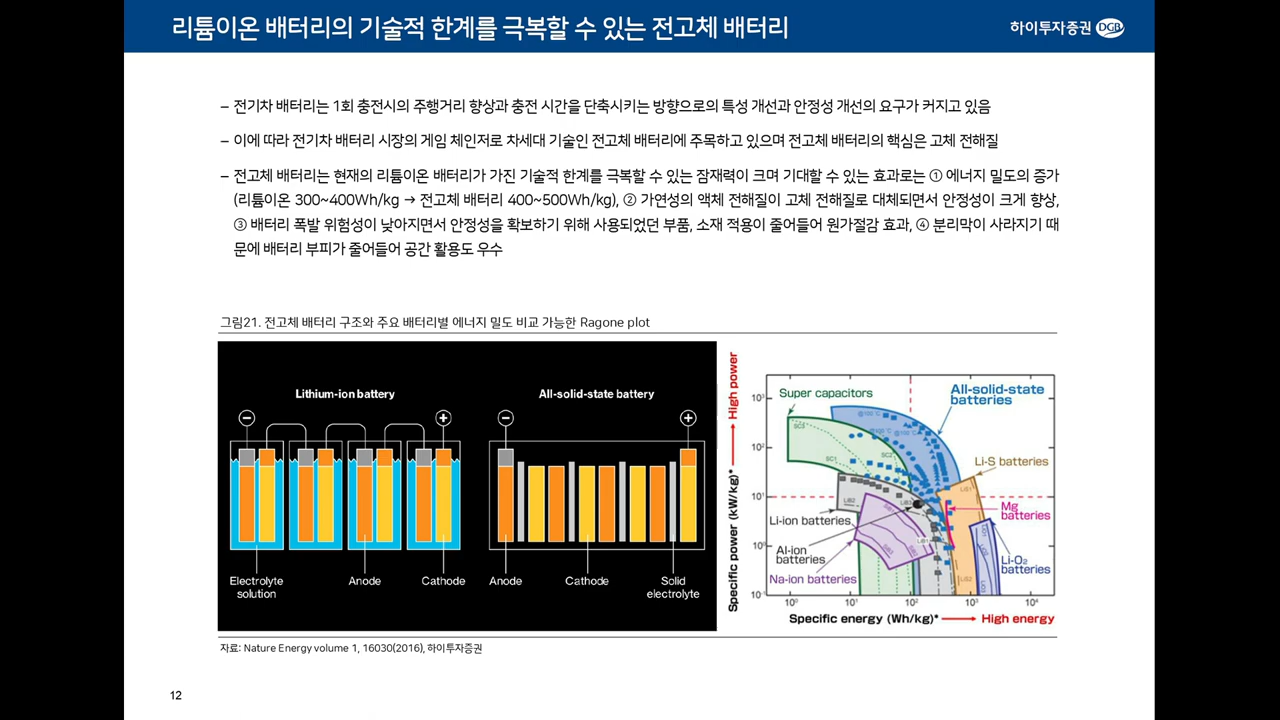 리튬이온 배터리의 기술적 한계를 극복할 수 있는 전고체 배터리
하이투자증권 DGB
– 전기차 배터리는 1회 충전시의 주행거리 향상과 충전 시간을 단축시키는 방향으로의 특성 개선과 안정성 개선의 요구가 커지고 있음
– 이에 따라 전기차 배터리 시장의 게임 체인저로 차세대 기술인 전고체 배터리에 주목하고 있으며 전고체 배터리의 핵심은 고체 전해질
– 전고체 배터리는 현재의 리튬이온 배터리가 가진 기술적 한계를 극복할 수 있는 잠재력이 크며 기대할 수 있는 효과로는 ① 에너지 밀도의 증가
(리튬이온 300~400Wh/kg → 전고체 배터리 400~500Wh/kg), ② 가연성의 액체 전해질이 고체 전해질로 대체되면서 안정성이 크게 향상,
③ 배터리 폭발 위험성이 낮아지면서 안정성을 확보하기 위해 사용되었던 부품, 소재 적용이 줄어들어 원가절감 효과, ④ 분리막이 사라지기 때
문에 배터리 부피가 줄어들어 공간 활용도 우수
그림21. 전고체 배터리 구조와 주요 배터리별 에너지 밀도 비교 가능한 Ragone plot
Lithium-ion battery
− +
Electrolyte
solution
Anode
Cathode
All-solid-state battery
− +
Anode
Cathode
Solid
electrolyte
Specific power (kW/kg)* → High power
10³
10²
10¹
10⁰
10⁻¹
Super capacitors
All-solid-state
batteries
@100 °C
@100 °C
SC3
SC1
SC2
Li-S batteries
LiS1
LiS2
Mg
batteries
Li-ion batteries
LiB2
LiB1
Al-ion
batteries
Na-ion batteries
Li-O₂
batteries
10⁰ 10¹ 10² 10³ 10⁴
Specific energy (Wh/kg)* → High energy
자료: Nature Energy volume 1, 16030(2016), 하이투자증권
12